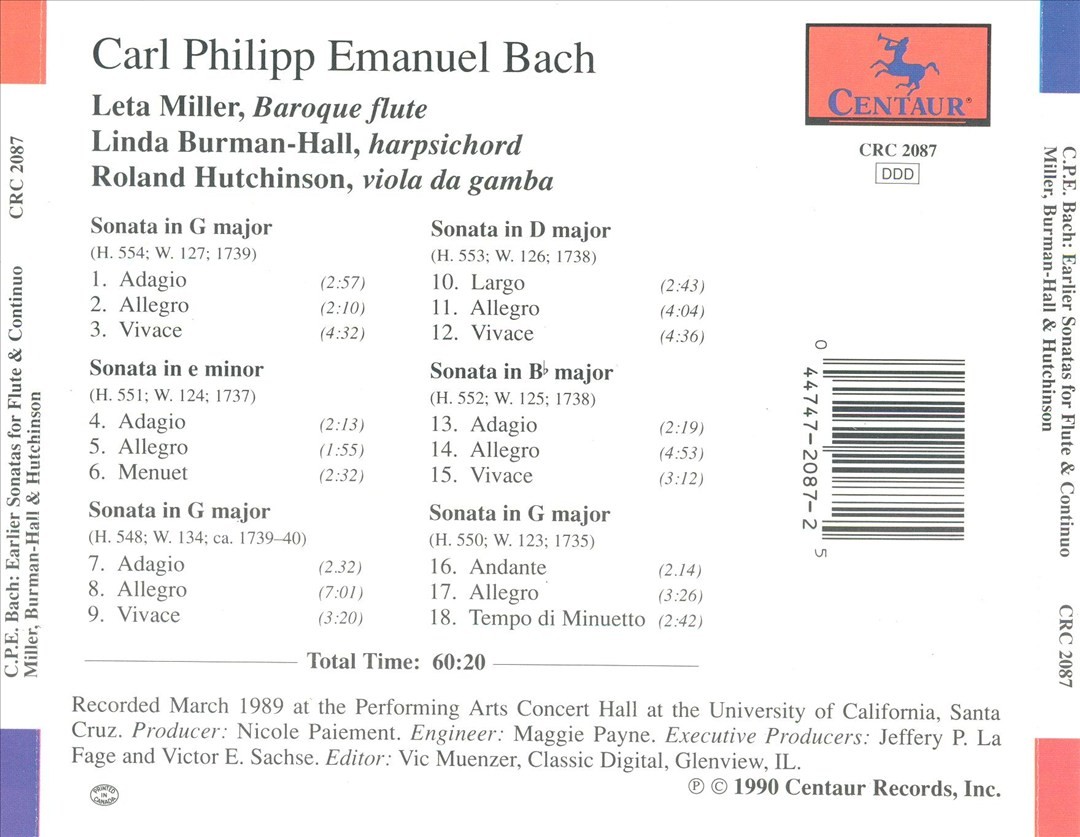 Carl Philipp Emanuel Bach
Leta Miller, Baroque flute
Linda Burman-Hall, harpsichord
Roland Hutchinson, viola da gamba
CENTAUR®
CRC 2087
DDD
Sonata in G major
(H. 554; W. 127; 1739)
1. Adagio (2:57)
2. Allegro (2:10)
3. Vivace (4:32)
Sonata in e minor
(H. 551; W. 124; 1737)
4. Adagio (2:13)
5. Allegro (1:55)
6. Menuet (2:32)
Sonata in G major
(H. 548; W. 134; ca. 1739–40)
7. Adagio (2.32)
8. Allegro (7:01)
9. Vivace (3:20)
Sonata in D major
(H. 553; W. 126; 1738)
10. Largo (2:43)
11. Allegro (4:04)
12. Vivace (4:36)
Sonata in B♭ major
(H. 552; W. 125; 1738)
13. Adagio (2:19)
14. Allegro (4:53)
15. Vivace (3:12)
Sonata in G major
(H. 550; W. 123; 1735)
16. Andante (2.14)
17. Allegro (3:26)
18. Tempo di Minuetto (2:42)
Total Time: 60:20
Recorded March 1989 at the Performing Arts Concert Hall at the University of California, Santa
Cruz. Producer: Nicole Paiement. Engineer: Maggie Payne. Executive Producers: Jeffery P. La
Fage and Victor E. Sachse. Editor: Vic Muenzer, Classic Digital, Glenview, IL.
℗ © 1990 Centaur Records, Inc.
PRINTED
IN
CANADA
0 44747-2087-2 5
C.P.E. Bach: Earlier Sonatas for Flute & Continuo CRC 2087
Miller, Burman-Hall & Hutchinson
C.P.E. Bach: Earlier Sonatas for Flute & Continuo CRC 2087
Miller, Burman-Hall & Hutchinson